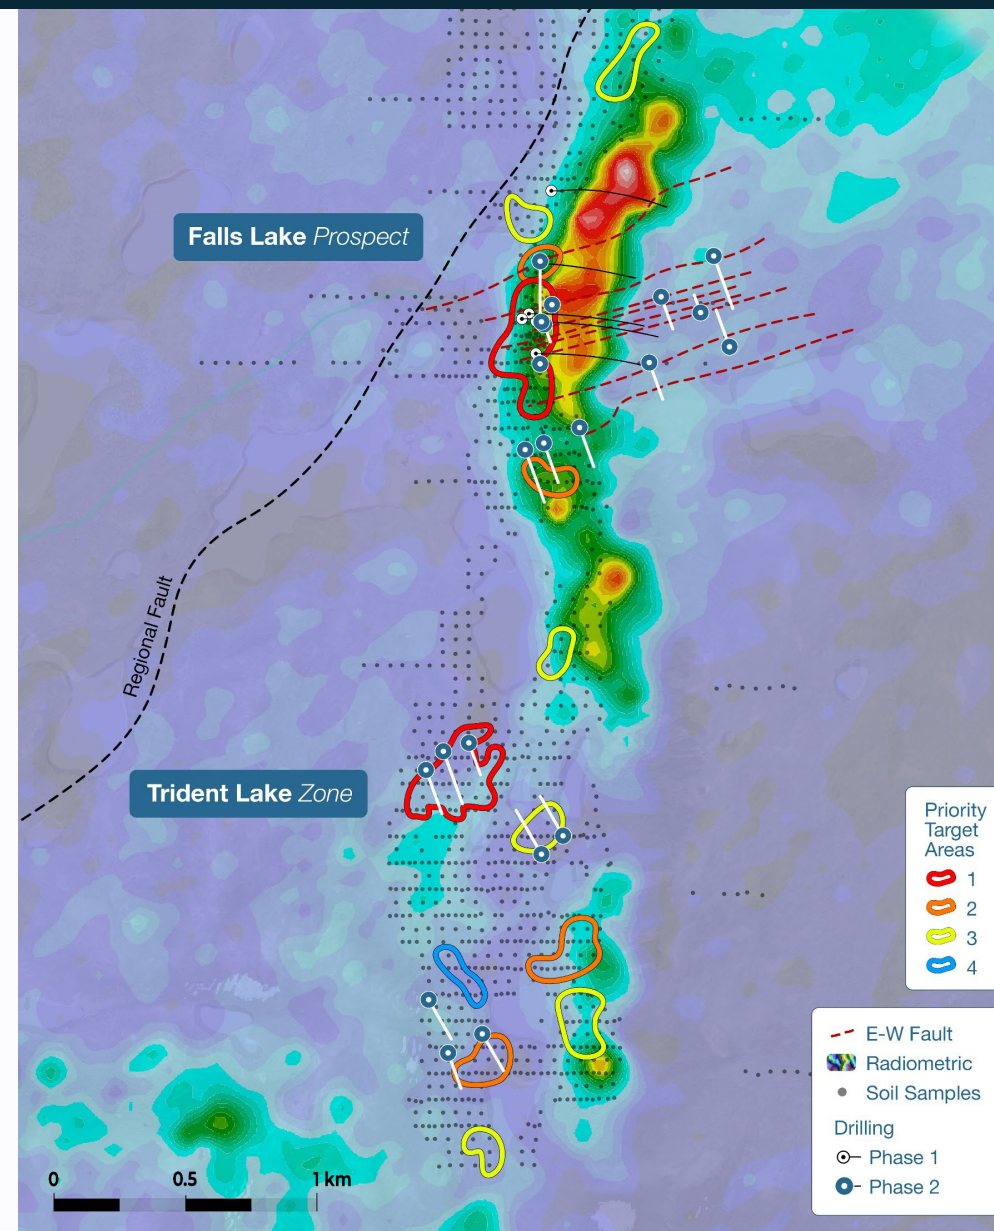 Falls Lake Prospect
Regional Fault
Trident Lake Zone
Priority
Target
Areas
1
2
3
4
E-W Fault
Radiometric
Soil Samples
Drilling
Phase 1
Phase 2
0 0.5 1 km